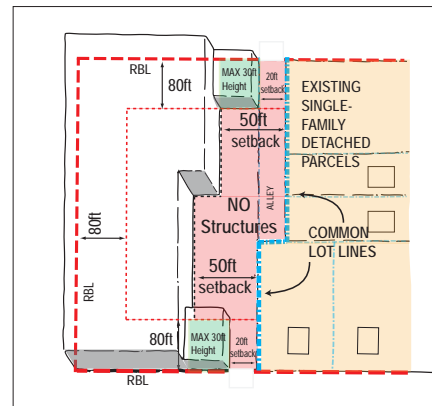 RBL
80ft
MAX 30ft
Height
20ft
setback
50ft
setback
EXISTING
SINGLE-
FAMILY
DETACHED
PARCELS
ALLEY
NO
Structures
80ft
RBL
COMMON
LOT LINES
50ft
setback
80ft
MAX 30ft
Height
20ft
setback
RBL